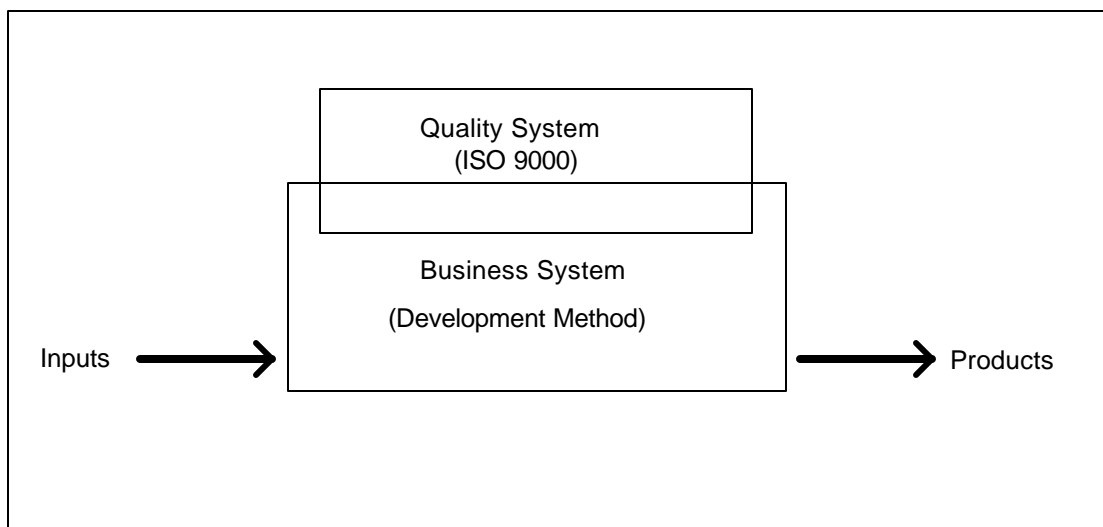 Quality System
(ISO 9000)
Business System
(Development Method)
Inputs
Products